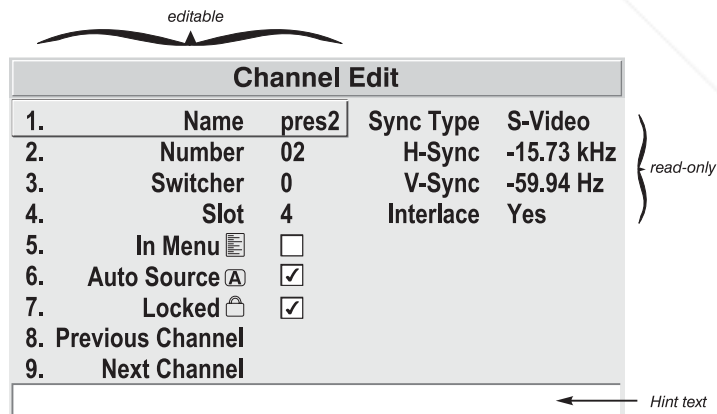 editable
Channel Edit
1. Name pres2 Sync Type S-Video
2. Number 02 H-Sync -15.73 kHz
3. Switcher 0 V-Sync -59.94 Hz
4. Slot 4 Interlace Yes
read-only
5. In Menu
6. Auto Source A
7. Locked
8. Previous Channel
9. Next Channel
Hint text